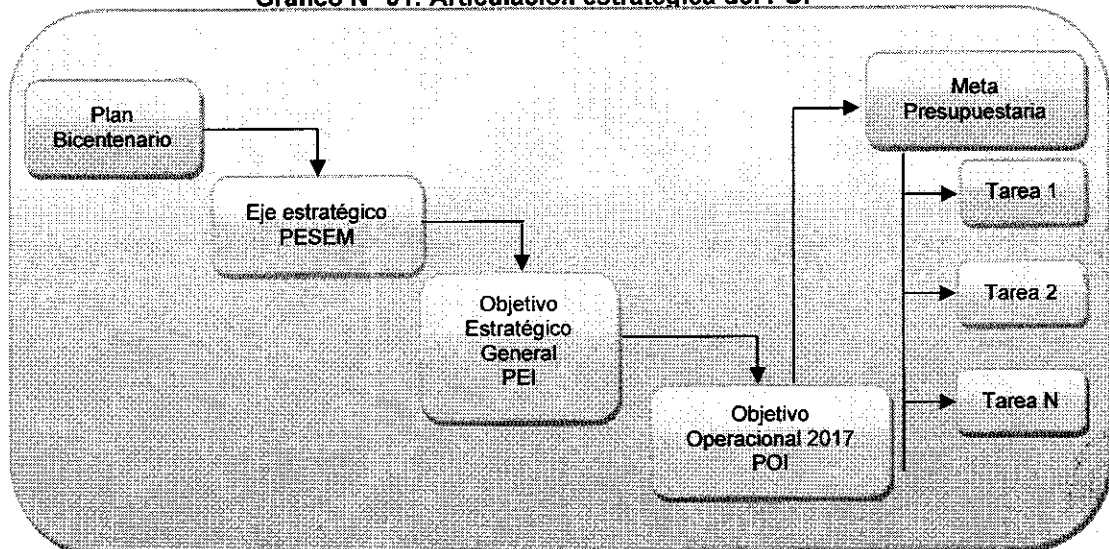 Gráfico N° 01: Articulación estratégica del POI
Plan
Bicentenario
Eje estratégico
PESEM
Objetivo
Estratégico
General
PEI
Objetivo
Operacional 2017
POI
Meta
Presupuestaria
Tarea 1
Tarea 2
Tarea N